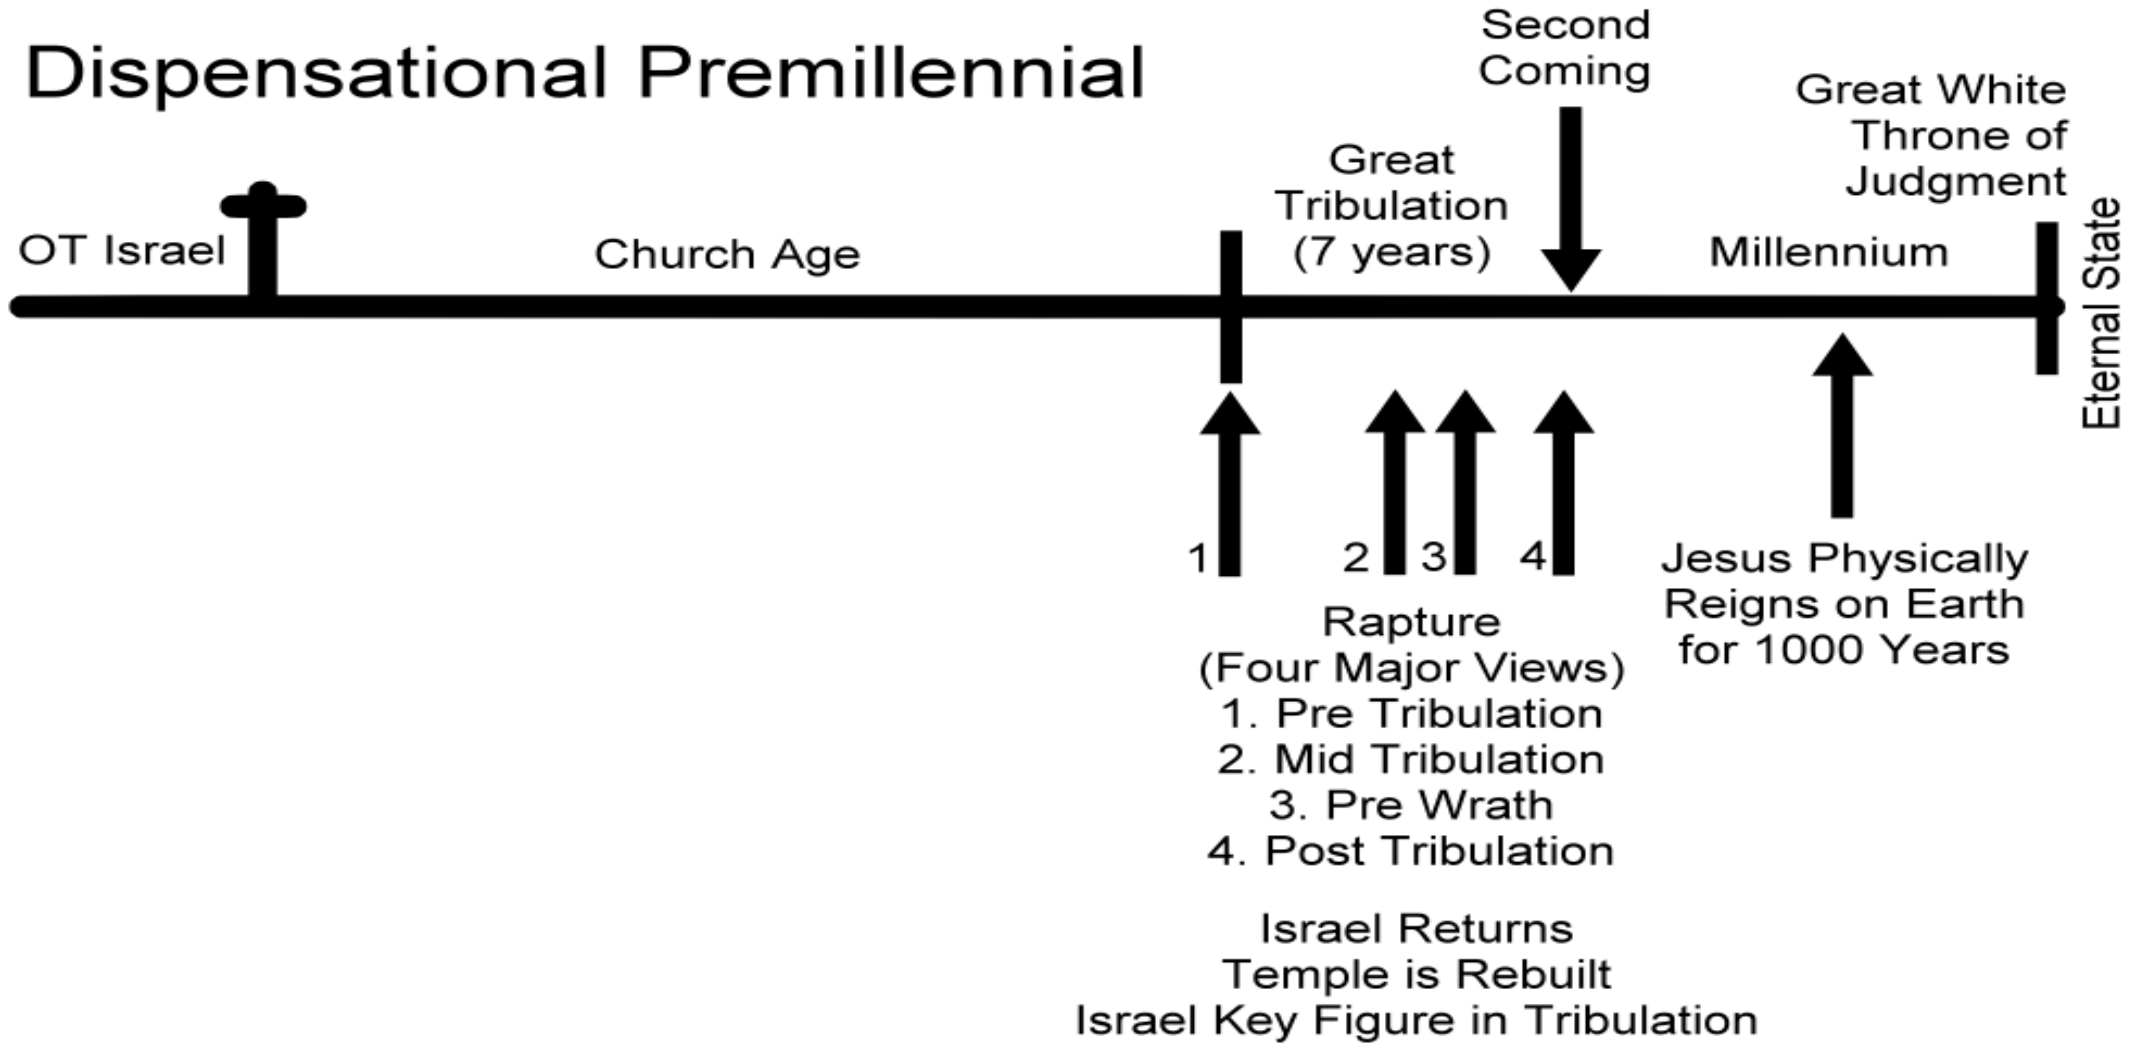 Dispensational Premillennial
Second
Coming
Great White
Throne of
Judgment
Great
Tribulation
(7 years)
OT Israel
Church Age
Millennium
Eternal State
1
2
3
4
Rapture
(Four Major Views)
1. Pre Tribulation
2. Mid Tribulation
3. Pre Wrath
4. Post Tribulation
Jesus Physically
Reigns on Earth
for 1000 Years
Israel Returns
Temple is Rebuilt
Israel Key Figure in Tribulation